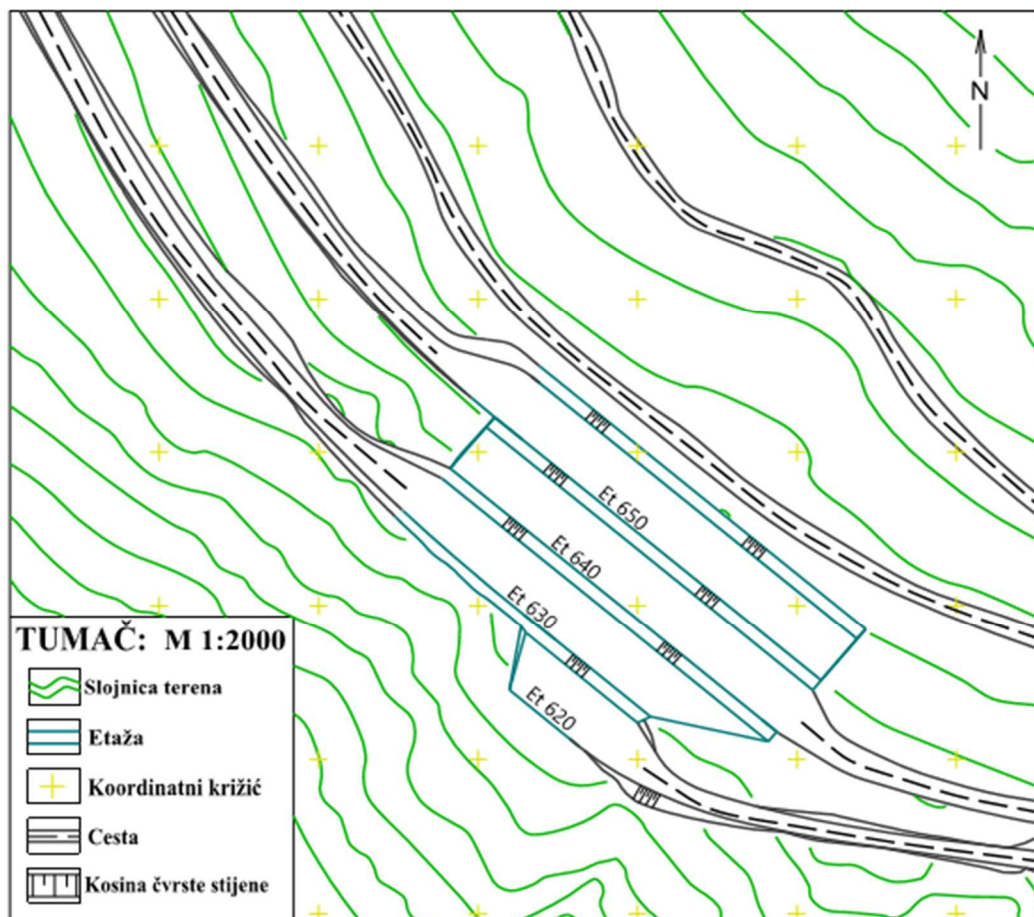 N
Et 650
Et 640
Et 630
Et 620
TUMAČ: M 1:2000
Slojnica terena
Etaža
Koordinatni križić
Cesta
Kosina čvrste stijene